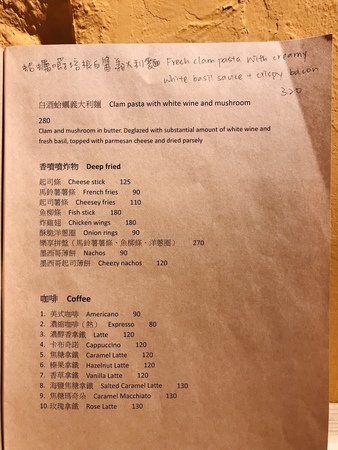 蛤蠣嫩培根白醬義大利麵 Fresh clam pasta with creamy
white basil sauce + crispy bacon
320
白酒蛤蠣義大利麵 Clam pasta with white wine and mushroom
280
Clam and mushroom in butter. Deglazed with substantial amount of white wine and
fresh basil, topped with parmesan cheese and dried parsely
香噴噴炸物 Deep fried
起司條 Cheese stick 125
馬鈴薯薯條 French fries 90
起司薯條 Cheesey fries 110
魚柳條 Fish stick 180
炸雞翅 Chicken wings 180
酥脆洋蔥圈 Onion rings 90
樂享拼盤（馬鈴薯薯條、魚柳條、洋蔥圈） 270
墨西哥薄餅 Nachos 90
墨西哥起司薄餅 Cheezy nachos 120
咖啡 Coffee
1. 美式咖啡 Americano 90
2. 濃縮咖啡（熱） Expresso 80
3. 濃醇香拿鐵 Latte 120
4. 卡布奇諾 Cappuccino 120
5. 焦糖拿鐵 Caramel Latte 120
6. 榛果拿鐵 Hazelnut Latte 120
7. 香草拿鐵 Vanilla Latte 120
8. 海鹽焦糖拿鐵 Salted Caramel Latte 130
9. 焦糖瑪奇朵 Caramel Macchiato 130
10. 玫瑰拿鐵 Rose Latte 130